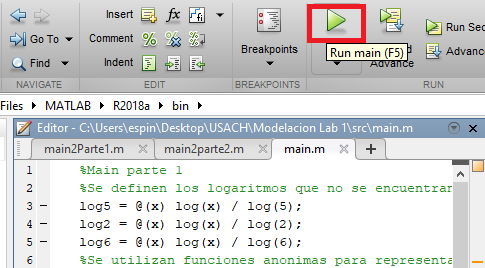 Insert fx
Go To
Comment %
Find
Indent
Breakpoints
Run Sec
Run main (F5)
Advance
Advance
NAVIGATE EDIT BREAKPOINTS RUN
Files MATLAB R2018a bin
Editor - C:\Users\espin\Desktop\USACH\Modelacion Lab 1\src\main.m
main2Parte1.m main2parte2.m main.m
1 %Main parte 1
2 %Se definen los logaritmos que no se encuentran
3 log5 = @(x) log(x) / log(5);
4 log2 = @(x) log(x) / log(2);
5 log6 = @(x) log(x) / log(6);
6 %Se utilizan funciones anonimas para representa